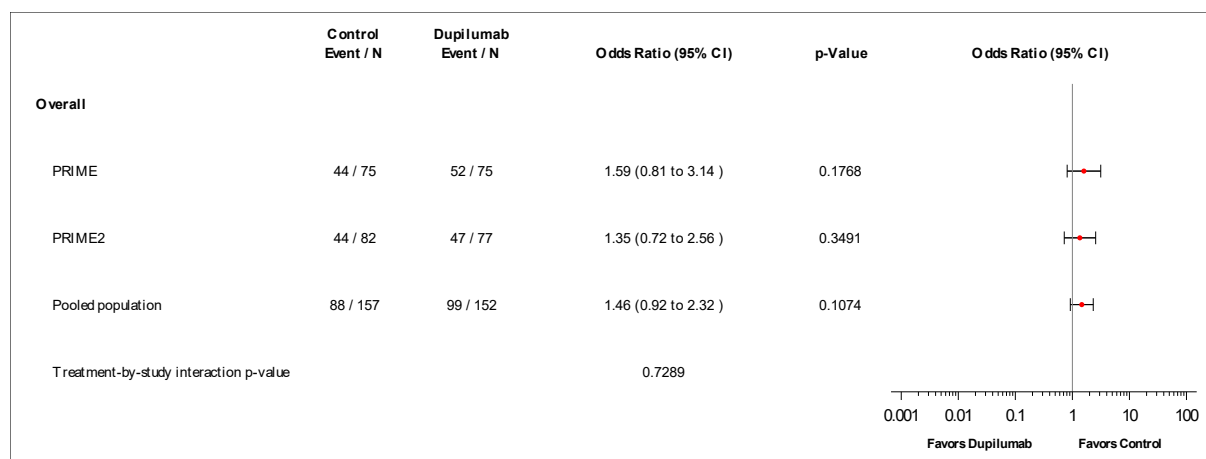 Control Dupilumab
Event / N Event / N Odds Ratio (95% CI) p-Value Odds Ratio (95% CI)
Overall
PRIME 44 / 75 52 / 75 1.59 (0.81 to 3.14 ) 0.1768
PRIME2 44 / 82 47 / 77 1.35 (0.72 to 2.56 ) 0.3491
Pooled population 88 / 157 99 / 152 1.46 (0.92 to 2.32 ) 0.1074
Treatment-by-study interaction p-value 0.7289
0.001 0.01 0.1 1 10 100
Favors Dupilumab Favors Control